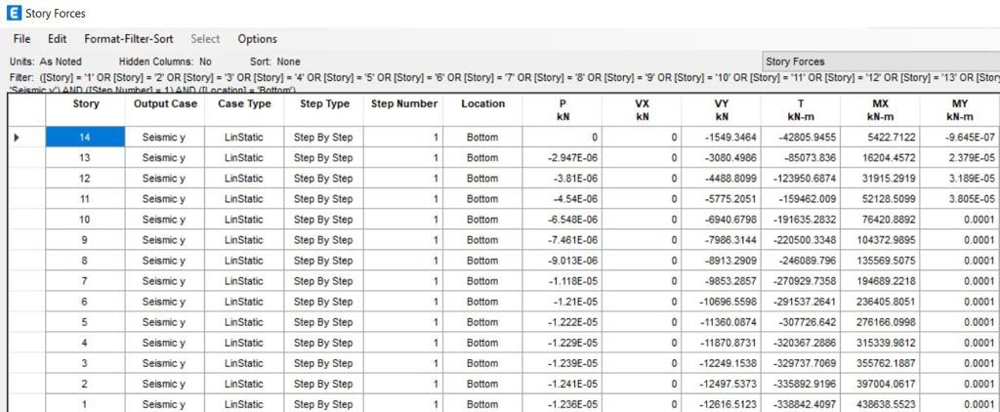 E Story Forces
File Edit Format-Filter-Sort Select Options
Units: As Noted Hidden Columns: No Sort: None Story Forces
Filter: ([Story] = '1' OR [Story] = '2' OR [Story] = '3' OR [Story] = '4' OR [Story] = '5' OR [Story] = '6' OR [Story] = '7' OR [Story] = '8' OR [Story] = '9' OR [Story] = '10' OR [Story] = '11' OR [Story] = '12' OR [Story] = '13' OR [Story
'Seismic y') AND ([Step Number] = 1) AND ([Location] = 'Bottom')
Story Output Case Case Type Step Type Step Number Location P VX VY T MX MY
kN kN kN kN-m kN-m kN-m
14 Seismic y LinStatic Step By Step 1 Bottom 0 0 -1549.3464 -42805.9455 5422.7122 -9.645E-07
13 Seismic y LinStatic Step By Step 1 Bottom -2.947E-06 0 -3080.4986 -85073.836 16204.4572 2.379E-05
12 Seismic y LinStatic Step By Step 1 Bottom -3.81E-06 0 -4488.8099 -123950.6874 31915.2919 3.189E-05
11 Seismic y LinStatic Step By Step 1 Bottom -4.54E-06 0 -5775.2051 -159462.009 52128.5099 3.805E-05
10 Seismic y LinStatic Step By Step 1 Bottom -6.548E-06 0 -6940.6798 -191635.2832 76420.8892 0.0001
9 Seismic y LinStatic Step By Step 1 Bottom -7.461E-06 0 -7986.3144 -220500.3348 104372.9895 0.0001
8 Seismic y LinStatic Step By Step 1 Bottom -9.013E-06 0 -8913.2909 -246089.796 135569.5075 0.0001
7 Seismic y LinStatic Step By Step 1 Bottom -1.118E-05 0 -9853.2857 -270929.7358 194689.2218 0.0001
6 Seismic y LinStatic Step By Step 1 Bottom -1.21E-05 0 -10696.5598 -291537.2641 236405.8051 0.0001
5 Seismic y LinStatic Step By Step 1 Bottom -1.222E-05 0 -11360.0874 -307726.642 276166.0998 0.0001
4 Seismic y LinStatic Step By Step 1 Bottom -1.229E-05 0 -11870.8731 -320367.2886 315339.9812 0.0001
3 Seismic y LinStatic Step By Step 1 Bottom -1.239E-05 0 -12249.1538 -329737.7069 355762.1887 0.0001
2 Seismic y LinStatic Step By Step 1 Bottom -1.241E-05 0 -12497.5373 -335892.9196 397004.0617 0.0001
1 Seismic y LinStatic Step By Step 1 Bottom -1.236E-05 0 -12616.5123 -338842.4097 438638.5523 0.0001